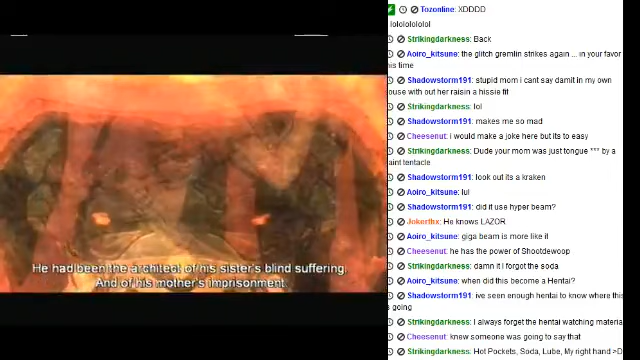 He had been the architect of his sister's blind suffering.
And of his mother's imprisonment.
Tozonline: XDDDD
lololololol
Strikingdarkness: Back
Aoiro_kitsune: the glitch gremlin strikes again ... in your favor
his time
Shadowstorm191: stupid mom i cant say damit in my own
ouse with out her raisin a hissie fit
Strikingdarkness: lol
Shadowstorm191: makes me so mad
Cheesenut: i would make a joke here but its to easy
Strikingdarkness: Dude your mom was just tongue *** by a
aint tentacle
Shadowstorm191: look out its a kraken
Aoiro_kitsune: lul
Shadowstorm191: did it use hyper beam?
Jokerthx: He knows LAZOR
Aoiro_kitsune: giga beam is more like it
Cheesenut: he has the power of Shootdewoop
Strikingdarkness: damn it I forgot the soda
Aoiro_kitsune: when did this become a Hentai?
Shadowstorm191: ive seen enough hentai to know where this
s going
Strikingdarkness: I always forget the hentai watching materia
Cheesenut: knew someone was going to say that
Strikingdarkness: Hot Pockets, Soda, Lube, My right hand >D